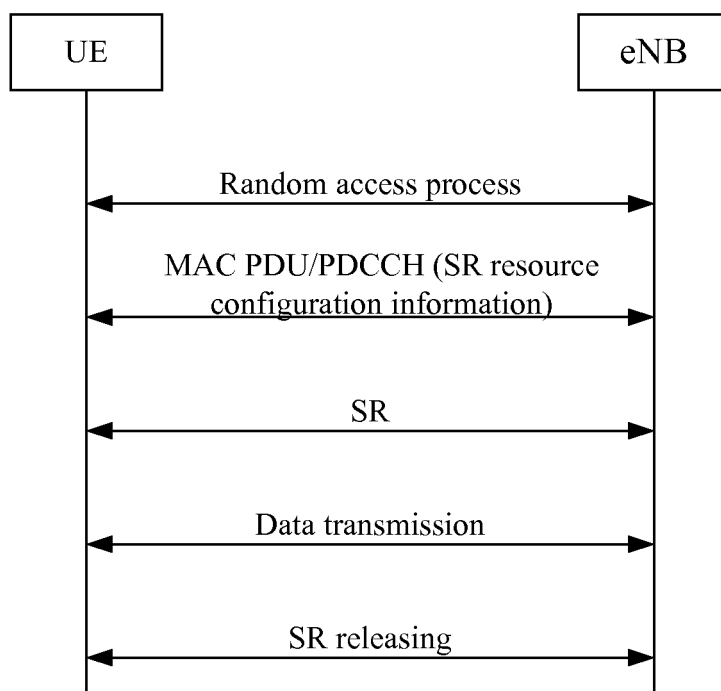 UE
eNB
Random access process
MAC PDU/PDCCH (SR resource
configuration information)
SR
Data transmission
SR releasing